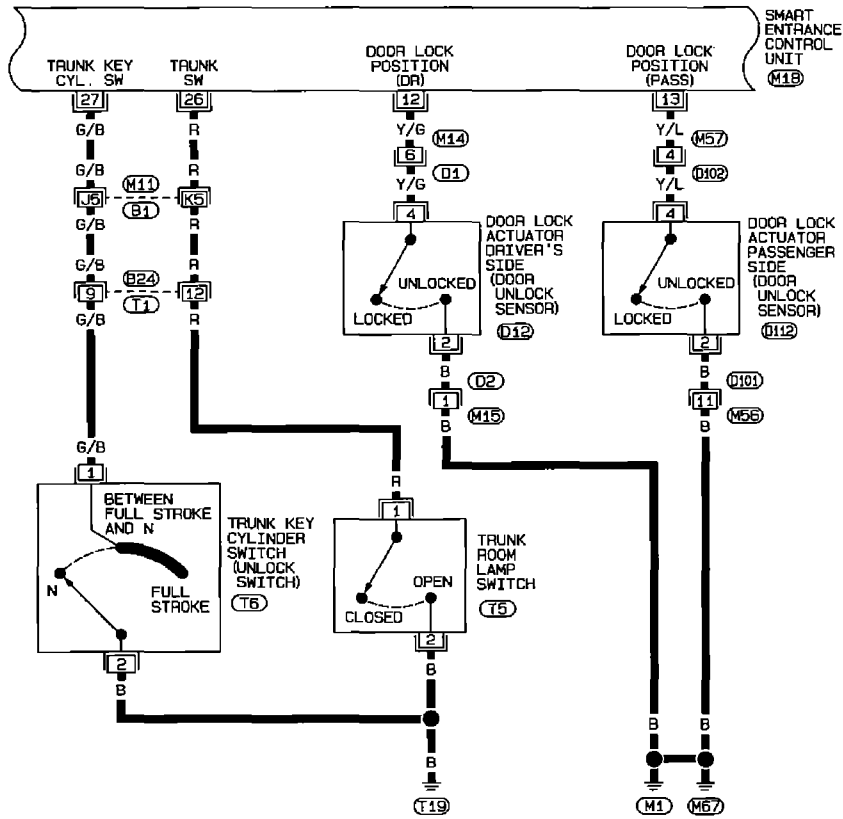 SMART
ENTRANCE
CONTROL
UNIT
M18
TRUNK KEY
CYL. SW
TRUNK
SW
DOOR LOCK
POSITION
(DR)
DOOR LOCK
POSITION
(PASS)
27
26
12
13
G/B
R
Y/G
Y/L
M14
M57
6
4
D1
D102
G/B
R
Y/G
Y/L
M11
J5
K5
B1
4
4
G/B
R
DOOR LOCK
ACTUATOR
DRIVER'S
SIDE
(DOOR
UNLOCK
SENSOR)
D12
DOOR LOCK
ACTUATOR
PASSENGER
SIDE
(DOOR
UNLOCK
SENSOR)
D112
UNLOCKED
LOCKED
UNLOCKED
LOCKED
G/B
R
B24
9
12
T1
G/B
R
2
2
B
B
D2
D101
1
11
M15
M56
B
B
G/B
R
1
1
BETWEEN
FULL STROKE
AND N
N
FULL
STROKE
TRUNK KEY
CYLINDER
SWITCH
(UNLOCK
SWITCH)
T6
OPEN
CLOSED
TRUNK
ROOM
LAMP
SWITCH
T5
2
2
B
B
B
B
B
T19
M1
M67